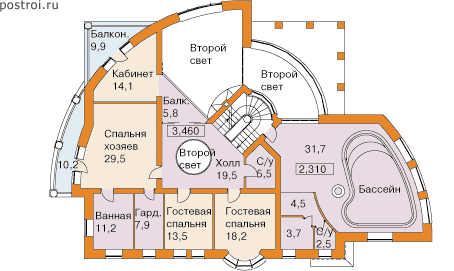 postroi.ru
Балкон.
9,9
Второй
свет
Кабинет
14,1
Второй
свет
Балк.
5,8
3,460
Спальня
хозяев
29,5
10,2
Второй
свет
Холл
19,5
С/у
5,5
31,7
2,310
Бассейн
4,5
Ванная
11,2
Гард.
7,9
Гостевая
спальня
13,5
Гостевая
спальня
18,2
3,7
С/у
2,5